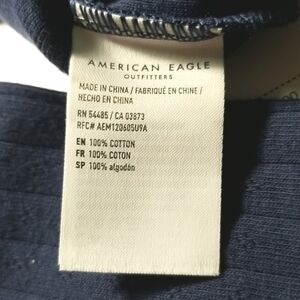 AMERICAN EAGLE
OUTFITTERS
MADE IN CHINA / FABRIQUÉ EN CHINE /
HECHO EN CHINA
RN 54485 / CA 03873
RFC# AEM120605U9A
EN 100% COTTON
FR 100% COTON
SP 100% algodón